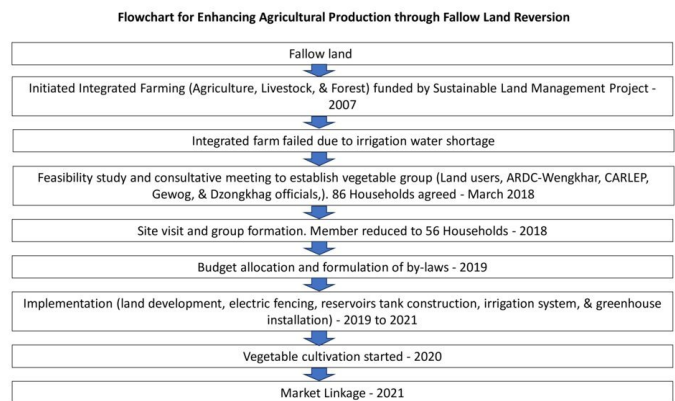 Flowchart for Enhancing Agricultural Production through Fallow Land Reversion
Fallow land
Initiated Integrated Farming (Agriculture, Livestock, & Forest) funded by Sustainable Land Management Project -
2007
Integrated farm failed due to irrigation water shortage
Feasibility study and consultative meeting to establish vegetable group (Land users, ARDC-Wengkhar, CARLEP,
Gewog, & Dzongkhag officials,). 86 Households agreed - March 2018
Site visit and group formation. Member reduced to 56 Households - 2018
Budget allocation and formulation of by-laws - 2019
Implementation (land development, electric fencing, reservoirs tank construction, irrigation system, & greenhouse
installation) - 2019 to 2021
Vegetable cultivation started - 2020
Market Linkage - 2021